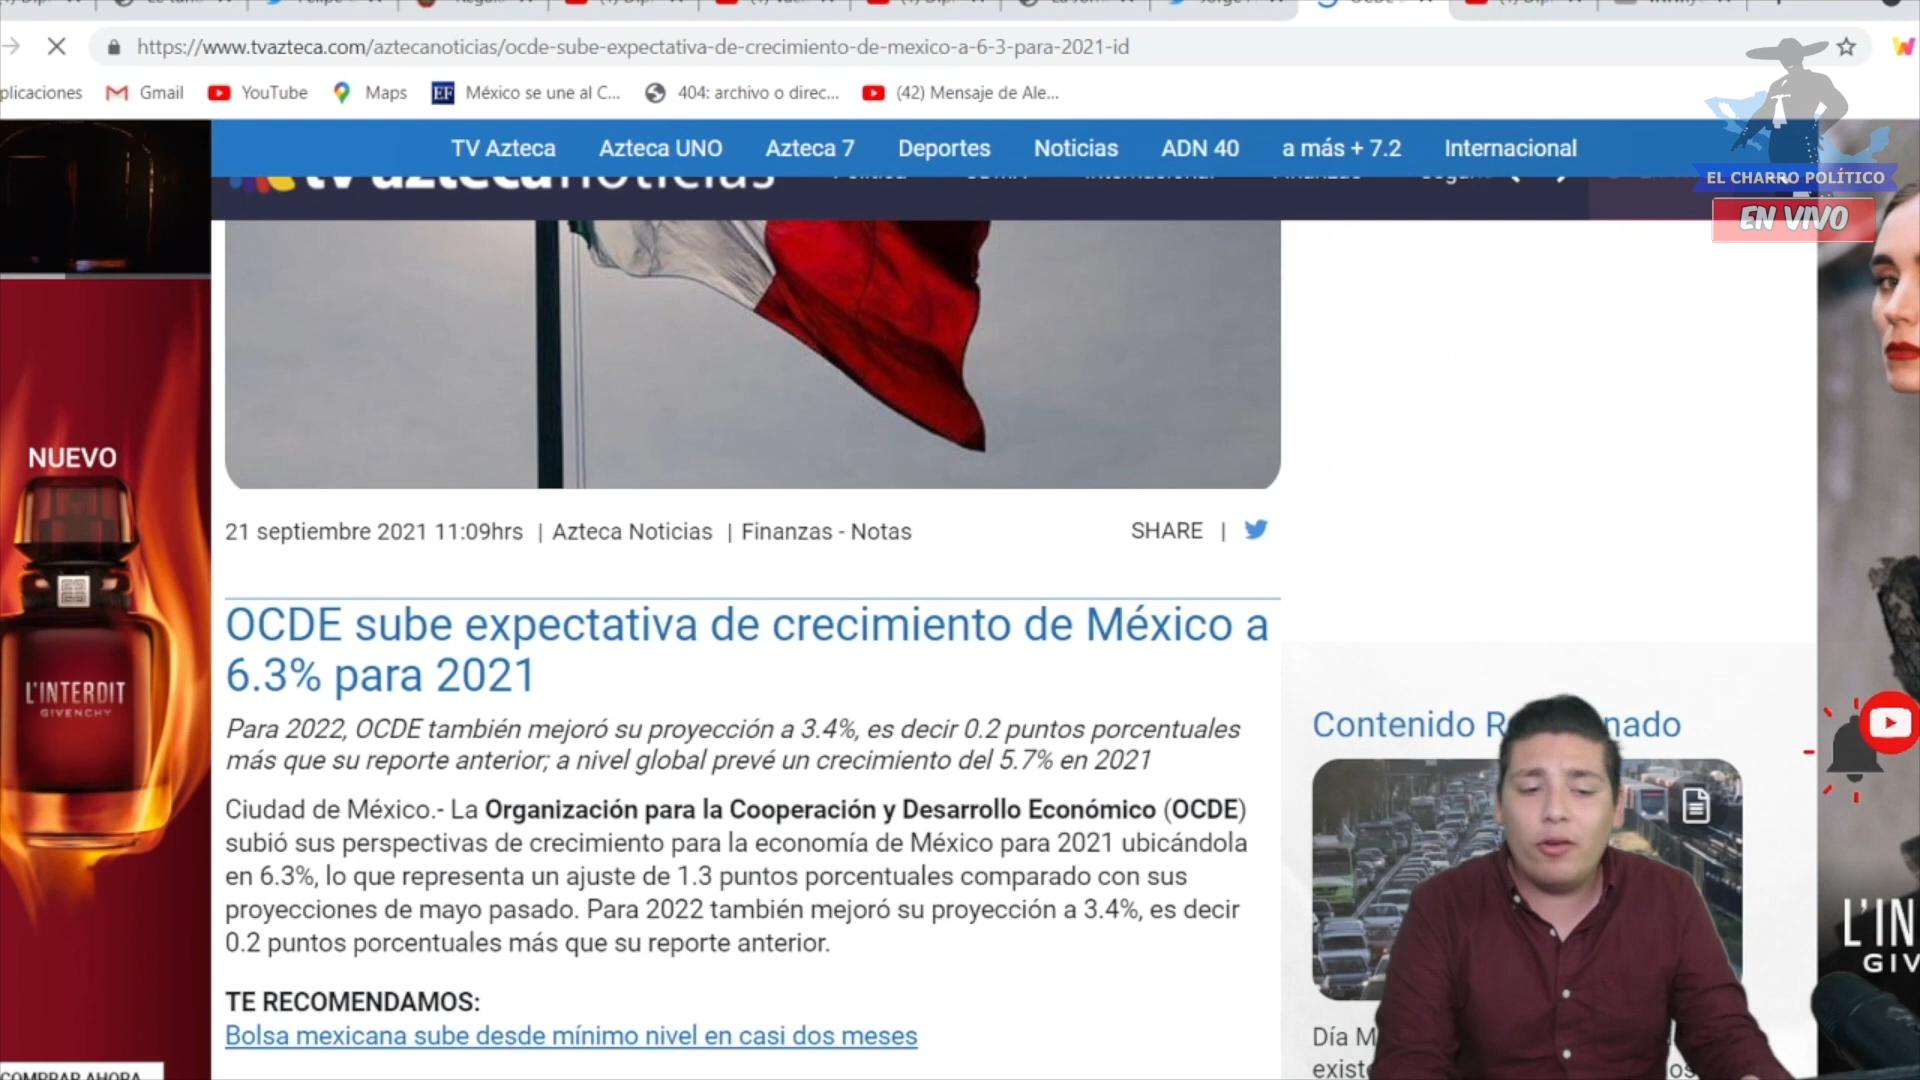 https://www.tvazteca.com/aztecanoticias/ocde-sube-expectativa-de-crecimiento-de-mexico-a-6-3-para-2021-id
plicaciones Gmail YouTube Maps EF México se une al C... 404: archivo o direc... (42) Mensaje de Ale...
TV Azteca Azteca UNO Azteca 7 Deportes Noticias ADN 40 a más + 7.2 Internacional
tv aztecanoticias
EL CHARRO POLÍTICO
EN VIVO
NUEVO
L'INTERDIT
GIVENCHY
COMPRAR AHORA
21 septiembre 2021 11:09hrs | Azteca Noticias | Finanzas - Notas
SHARE |
OCDE sube expectativa de crecimiento de México a
6.3% para 2021
Para 2022, OCDE también mejoró su proyección a 3.4%, es decir 0.2 puntos porcentuales
más que su reporte anterior; a nivel global prevé un crecimiento del 5.7% en 2021
Ciudad de México.- La Organización para la Cooperación y Desarrollo Económico (OCDE)
subió sus perspectivas de crecimiento para la economía de México para 2021 ubicándola
en 6.3%, lo que representa un ajuste de 1.3 puntos porcentuales comparado con sus
proyecciones de mayo pasado. Para 2022 también mejoró su proyección a 3.4%, es decir
0.2 puntos porcentuales más que su reporte anterior.
TE RECOMENDAMOS:
Bolsa mexicana sube desde mínimo nivel en casi dos meses
Contenido R nado
Día M
existe
os
L'IN
GIV